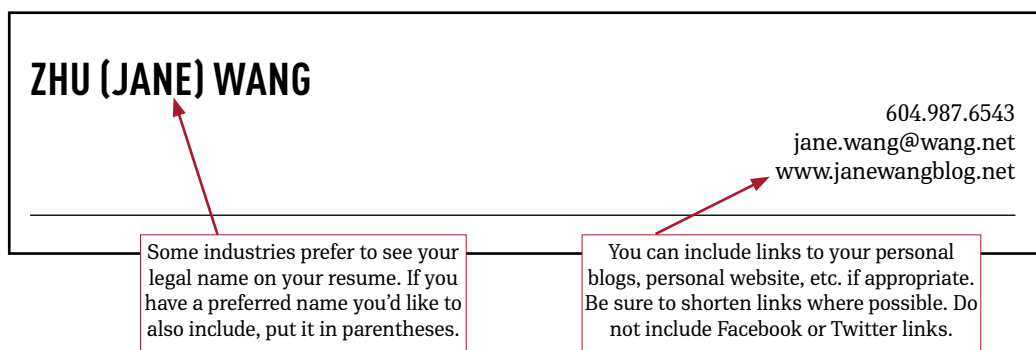 ZHU (JANE) WANG
604.987.6543
jane.wang@wang.net
www.janewangblog.net
Some industries prefer to see your
legal name on your resume. If you
have a preferred name you’d like to
also include, put it in parentheses.
You can include links to your personal
blogs, personal website, etc. if appropriate.
Be sure to shorten links where possible. Do
not include Facebook or Twitter links.